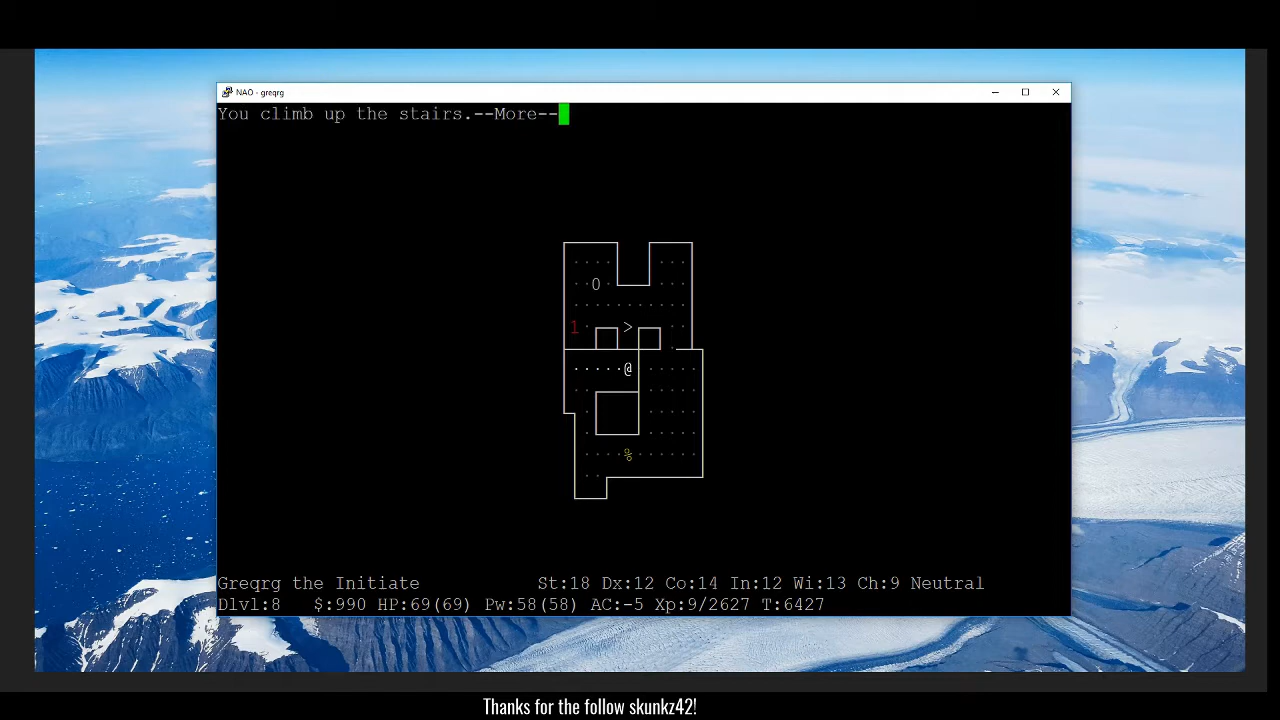 NAO - greqrg
You climb up the stairs.--More--
. . . .   . . .
. . 0 .   . . .
. . . . . . . . . . .
1 . > . .
.
. . . . . @ . . . . .
. . . . . . .
. . . . . .
. . . . . .
. . . . . % . . . . . .
. .
Greqrg the Initiate St:18 Dx:12 Co:14 In:12 Wi:13 Ch:9 Neutral
Dlvl:8 $:990 HP:69(69) Pw:58(58) AC:-5 Xp:9/2627 T:6427
Thanks for the follow skunkz42!